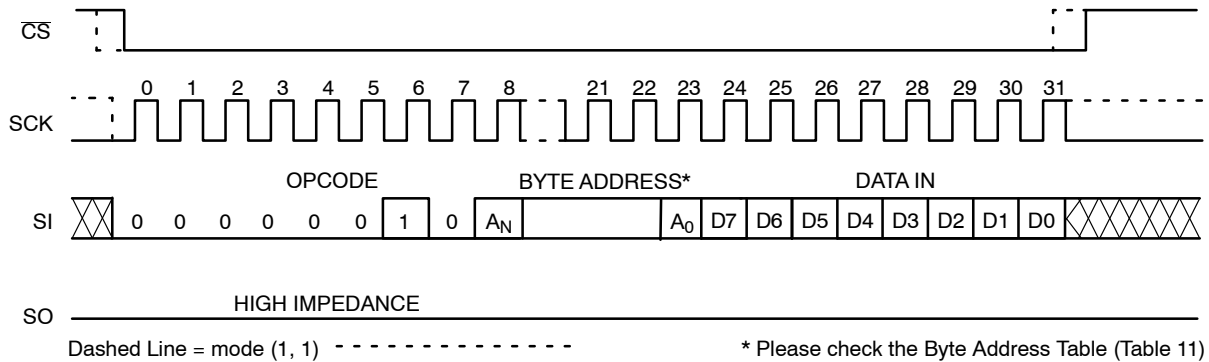 CS
0 1 2 3 4 5 6 7 8 21 22 23 24 25 26 27 28 29 30 31
SCK
OPCODE BYTE ADDRESS* DATA IN
SI 0 0 0 0 0 0 1 0 AN A0 D7 D6 D5 D4 D3 D2 D1 D0
HIGH IMPEDANCE
SO
Dashed Line = mode (1, 1) * Please check the Byte Address Table (Table 11)